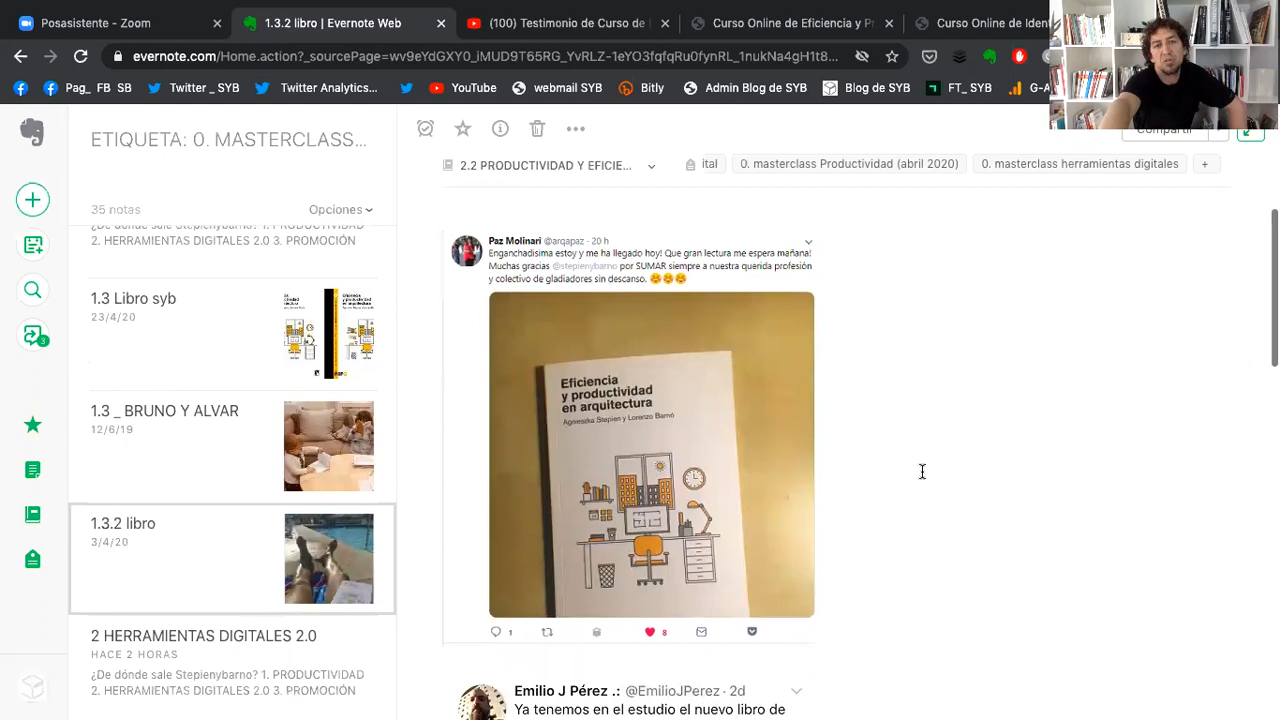 Posasistente - Zoom
1.3.2 libro | Evernote Web
(100) Testimonio de Curso de
Curso Online de Eficiencia y Pr
Curso Online de Ident
evernote.com/Home.action?_sourcePage=wv9eYdGX
Pag_ FB SB
Twitter _ SYB
Twitter Analytics...
YouTube
webmail SYB
Bitly
Admin Blog de SYB
Blog de SYB
FT_ SYB
G-A
ETIQUETA: 0. MASTERCLASS...
Compartir
2.2 PRODUCTIVIDAD Y EFICIE...
ital
0. masterclass Productividad (abril 2020)
0. masterclass herramientas digitales
+
35 notas
Opciones
¿De dónde sale Stepienybarno? 1. PRODUCTIVIDAD
2. HERRAMIENTAS DIGITALES 2.0 3. PROMOCIÓN
1.3 Libro syb
23/4/20
1.3 _ BRUNO Y ALVAR
12/6/19
1.3.2 libro
3/4/20
2 HERRAMIENTAS DIGITALES 2.0
HACE 2 HORAS
¿De dónde sale Stepienybarno? 1. PRODUCTIVIDAD
2. HERRAMIENTAS DIGITALES 2.0 3. PROMOCIÓN
3
Paz Molinari @arqapaz · 20 h
Enganchadisima estoy y me ha llegado hoy! Que gran lectura me espera mañana!
Muchas gracias @stepienybarno por SUMAR siempre a nuestra querida profesión
y colectivo de gladiadores sin descanso.
Eficiencia
y productividad
en arquitectura
Agnieszka Stepien y Lorenzo Barnó
1
8
Emilio J Pérez .: @EmilioJPerez · 2d
Ya tenemos en el estudio el nuevo libro de